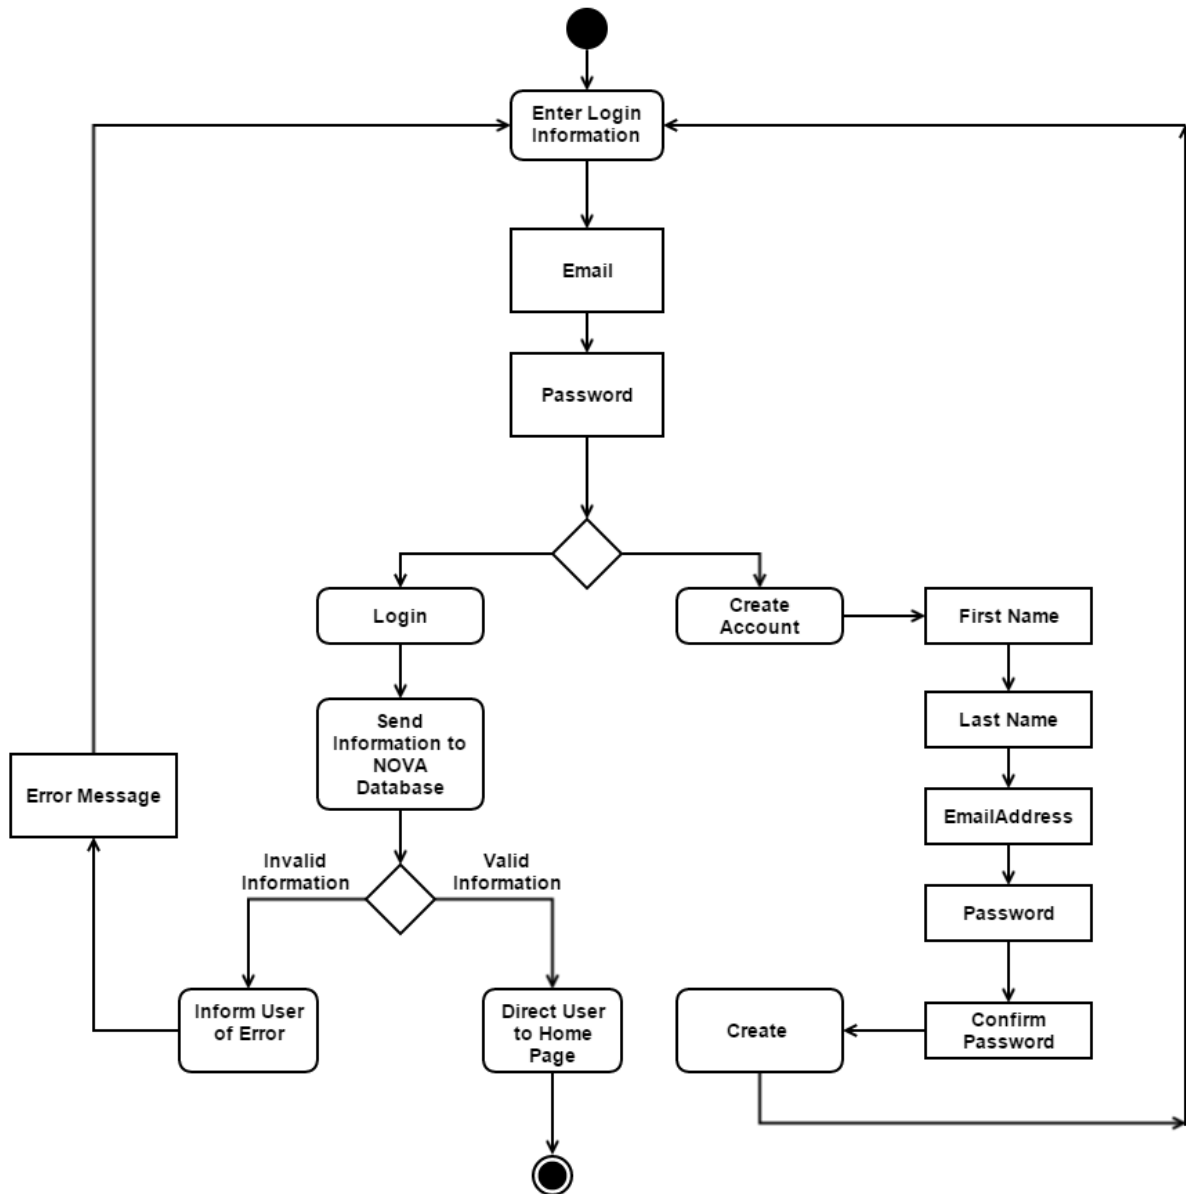 Enter Login
Information
Email
Password
Login
Create
Account
First Name
Send
Information to
NOVA
Database
Last Name
Error Message
EmailAddress
Invalid
Information
Valid
Information
Password
Inform User
of Error
Direct User
to Home
Page
Create
Confirm
Password